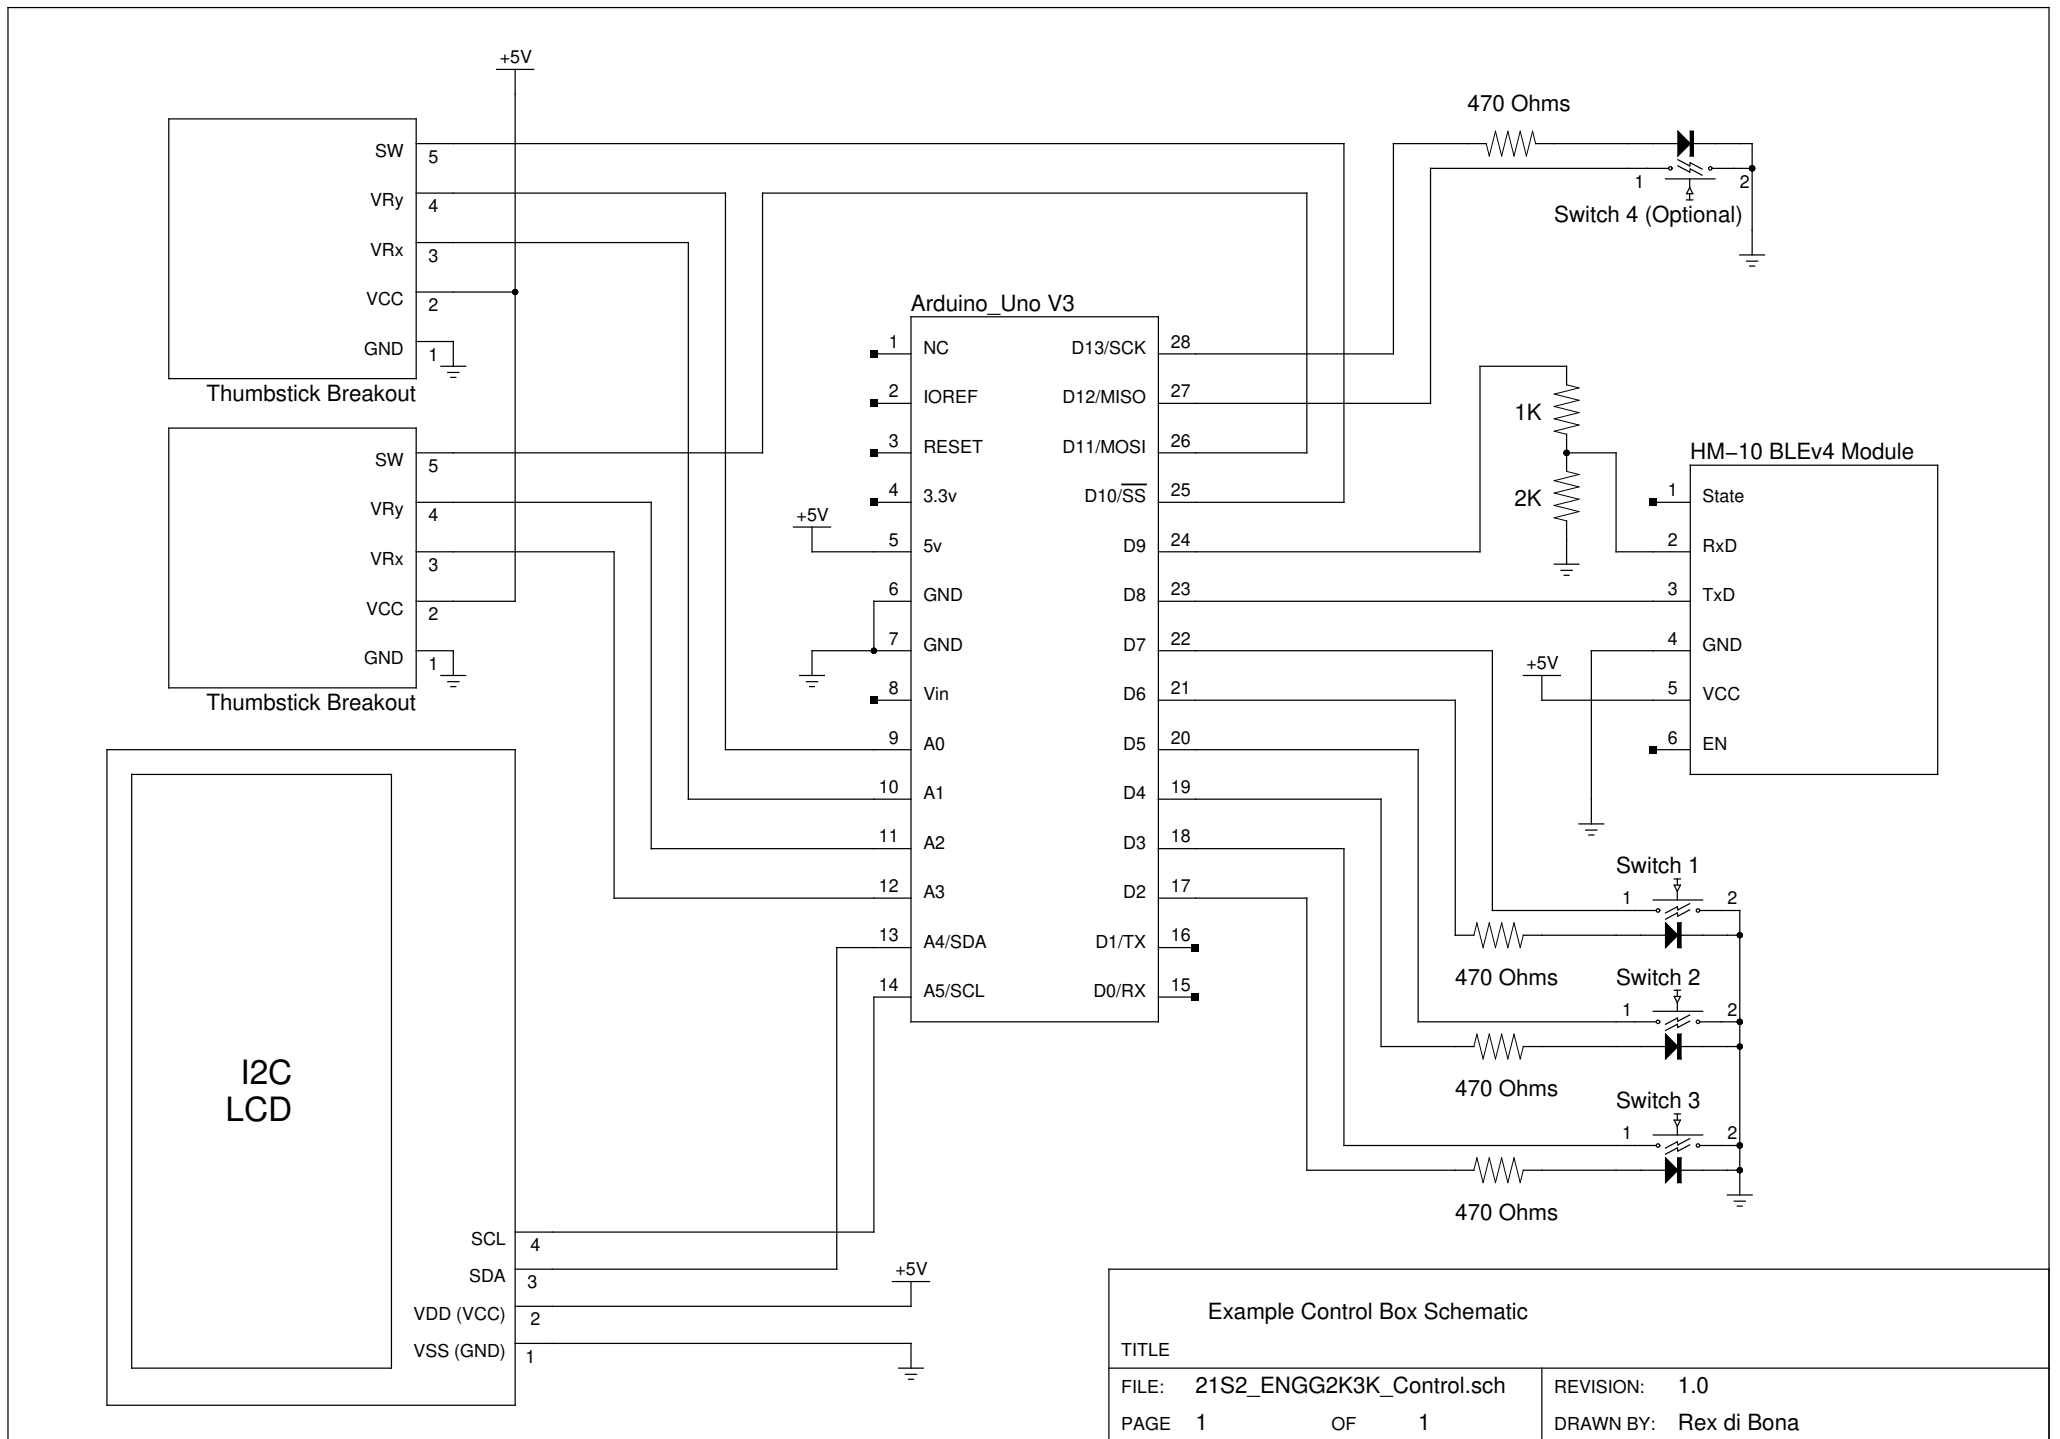 +5V
470 Ohms
SW 5
VRy 4
VRx 3
VCC 2
GND 1
Thumbstick Breakout
1 2
Switch 4 (Optional)
SW 5
VRy 4
VRx 3
VCC 2
GND 1
Thumbstick Breakout
Arduino_Uno V3
1 NC D13/SCK 28
2 IOREF D12/MISO 27
3 RESET D11/MOSI 26
4 3.3v D10/SS 25
+5V
5 5v D9 24
6 GND D8 23
7 GND D7 22
8 Vin D6 21
9 A0 D5 20
10 A1 D4 19
11 A2 D3 18
12 A3 D2 17
13 A4/SDA D1/TX 16
14 A5/SCL D0/RX 15
1K
2K
HM−10 BLEv4 Module
1 State
2 RxD
3 TxD
4 GND
+5V
5 VCC
6 EN
Switch 1
1 2
470 Ohms
Switch 2
1 2
470 Ohms
Switch 3
1 2
470 Ohms
I2C
LCD
SCL 4
SDA 3
VDD (VCC) 2
VSS (GND) 1
+5V
Example Control Box Schematic
TITLE
FILE: 21S2_ENGG2K3K_Control.sch
REVISION: 1.0
PAGE 1 OF 1
DRAWN BY: Rex di Bona